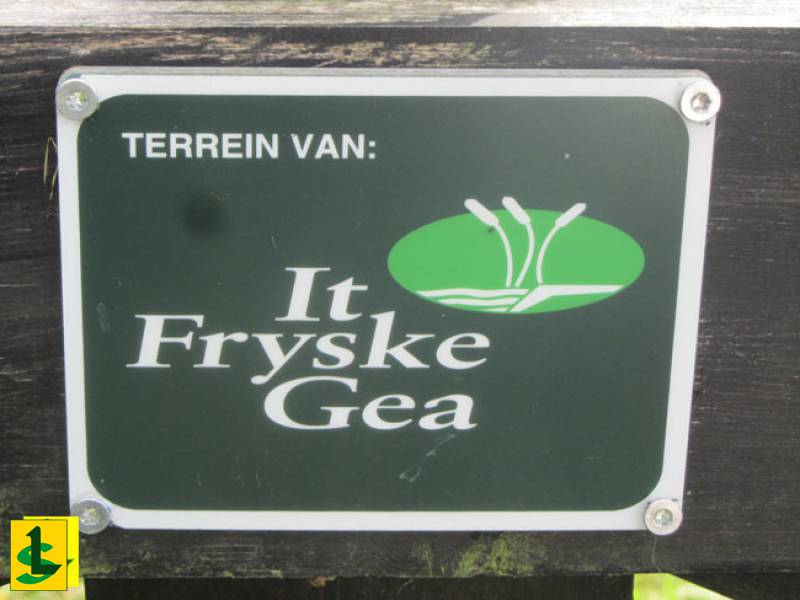 TERREIN VAN:
It
Fryske
Gea